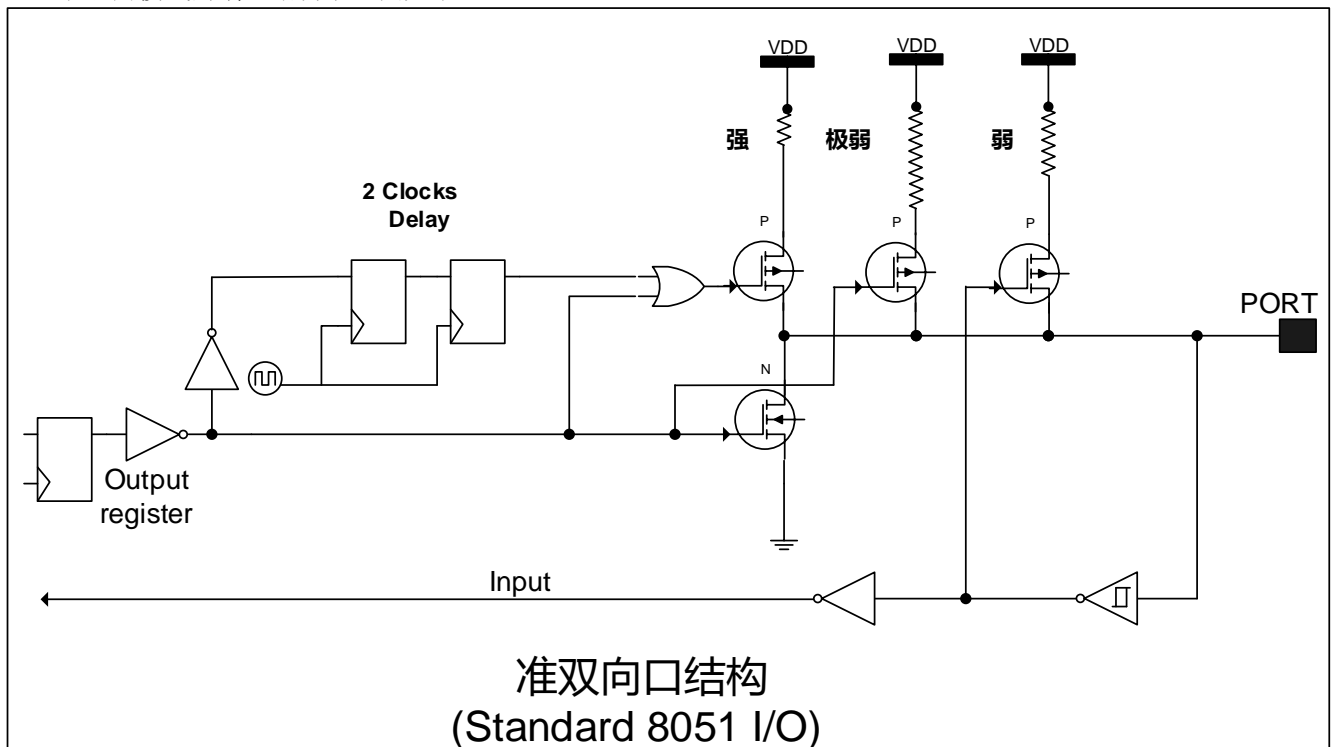 VDD
VDD
VDD
强
极弱
弱
2 Clocks
Delay
P
P
P
PORT
N
Output
register
Input
准双向口结构
(Standard 8051 I/O)